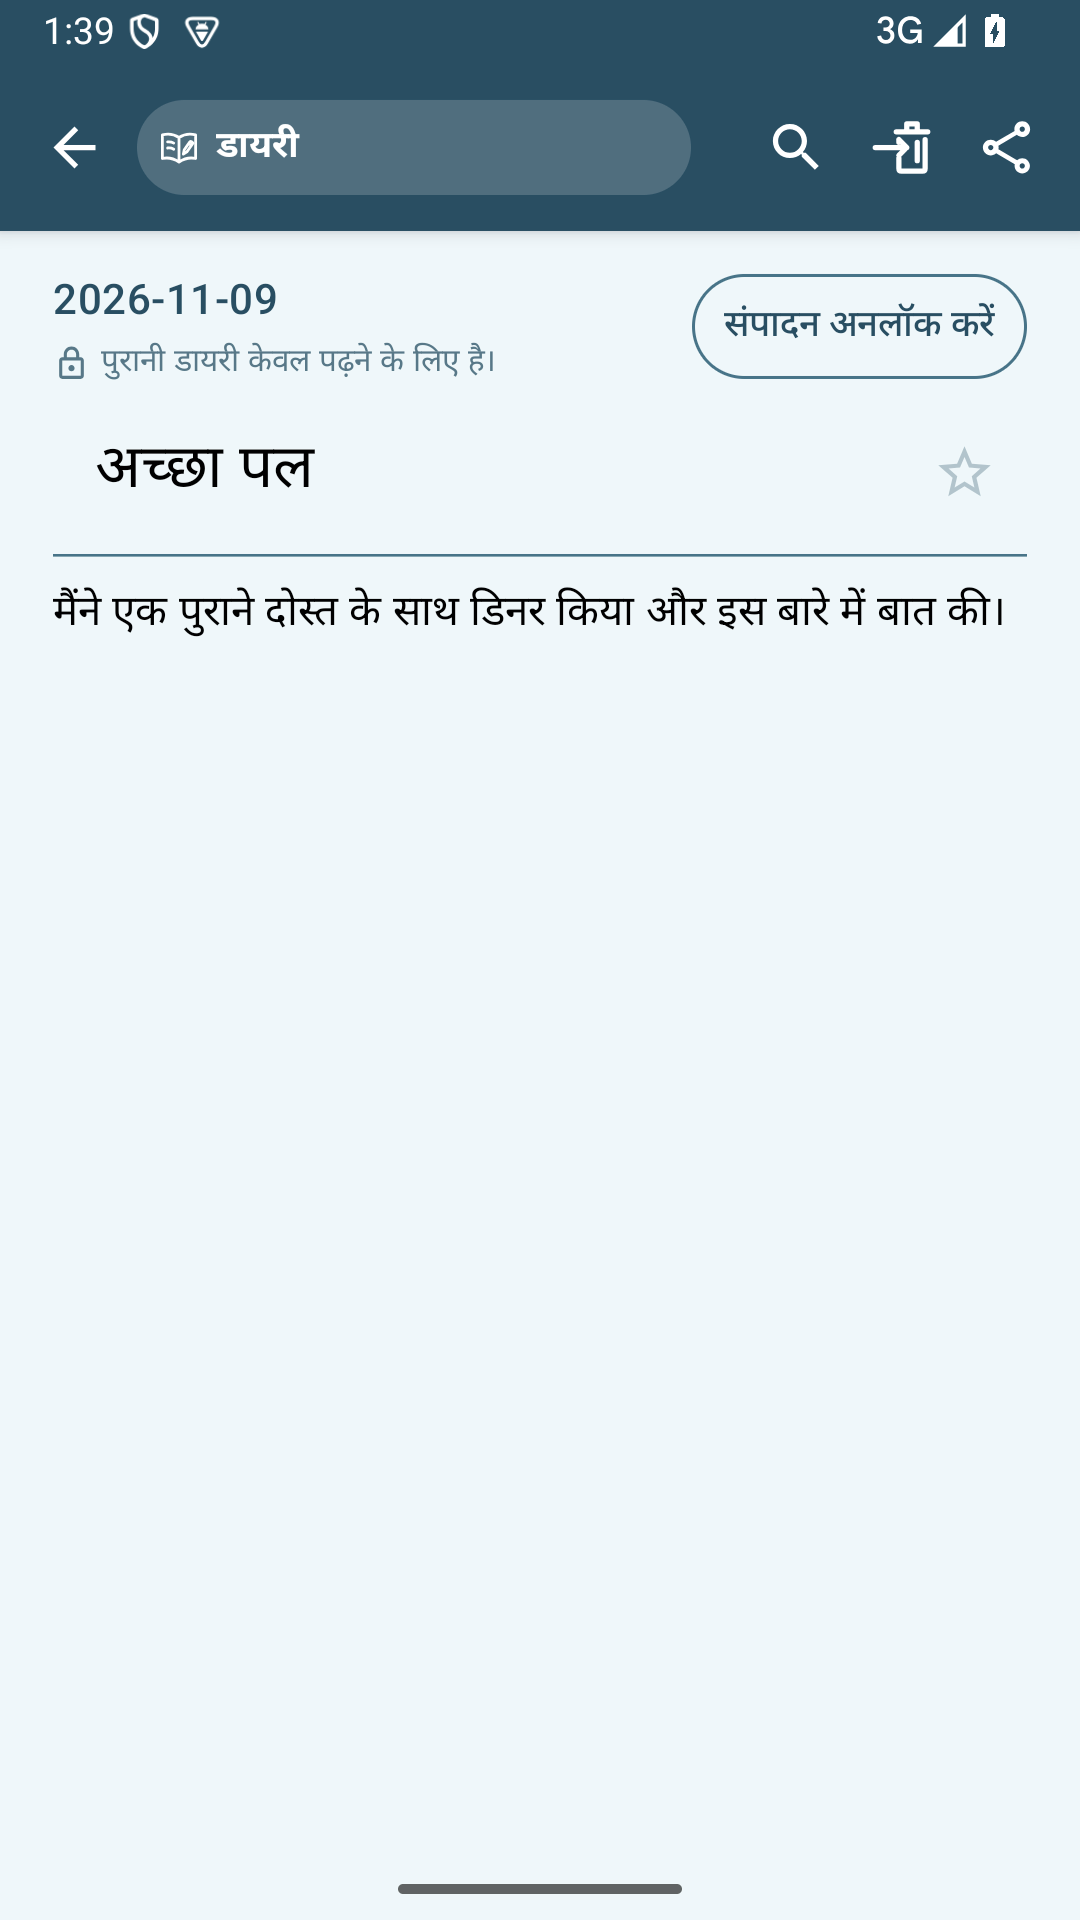 1:39
3G
डायरी
2026-11-09
संपादन अनलॉक करें
पुरानी डायरी केवल पढ़ने के लिए है।
अच्छा पल
मैंने एक पुराने दोस्त के साथ डिनर किया और इस बारे में बात की।